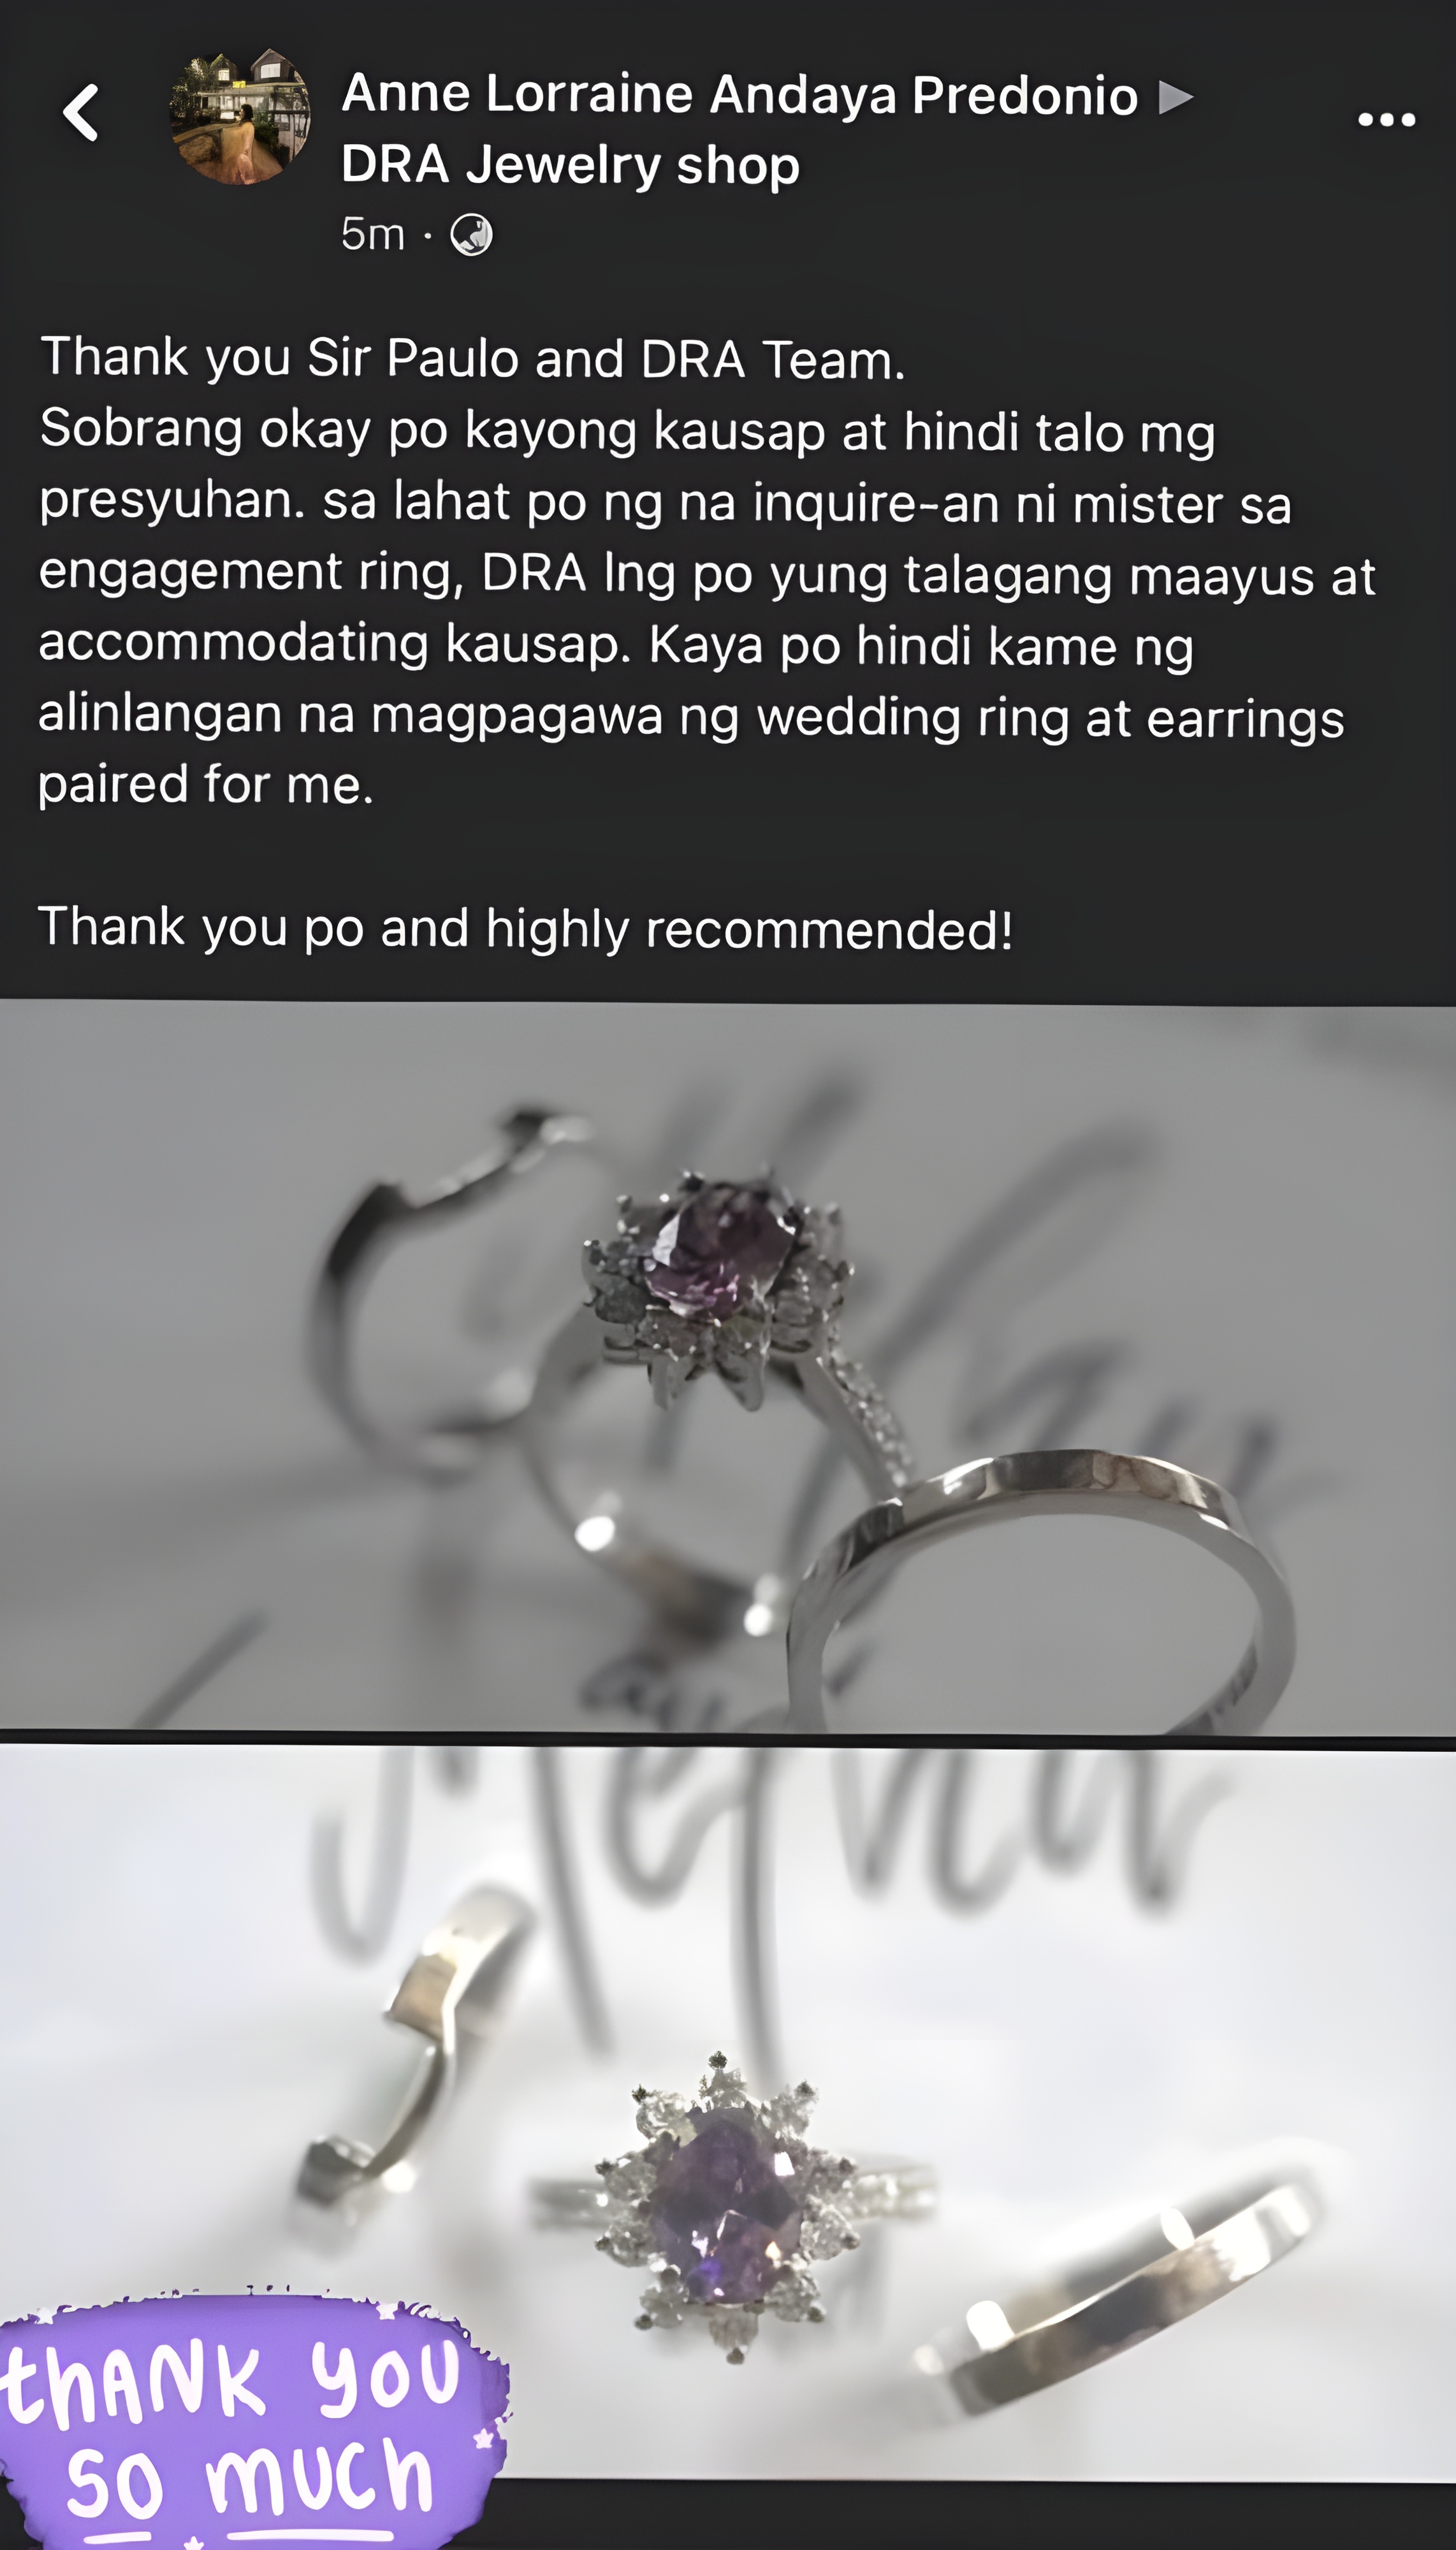 Anne Lorraine Andaya Predonio ▶
DRA Jewelry shop
5m ·
Thank you Sir Paulo and DRA Team.
Sobrang okay po kayong kausap at hindi talo mg
presyuhan. sa lahat po ng na inquire-an ni mister sa
engagement ring, DRA lng po yung talagang maayus at
accommodating kausap. Kaya po hindi kame ng
alinlangan na magpagawa ng wedding ring at earrings
paired for me.
Thank you po and highly recommended!
thANK you
so much